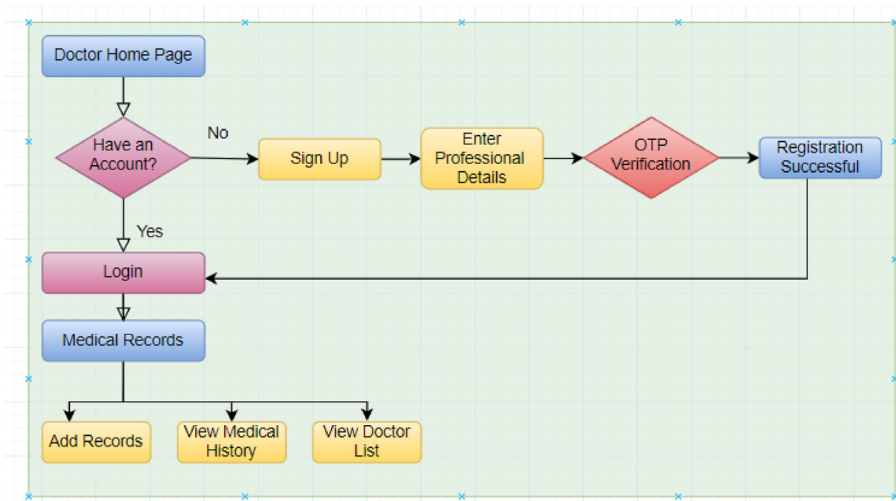 Doctor Home Page
Have an
Account?
No
Sign Up
Enter
Professional
Details
OTP
Verification
Registration
Successful
Yes
Login
Medical Records
Add Records
View Medical
History
View Doctor
List